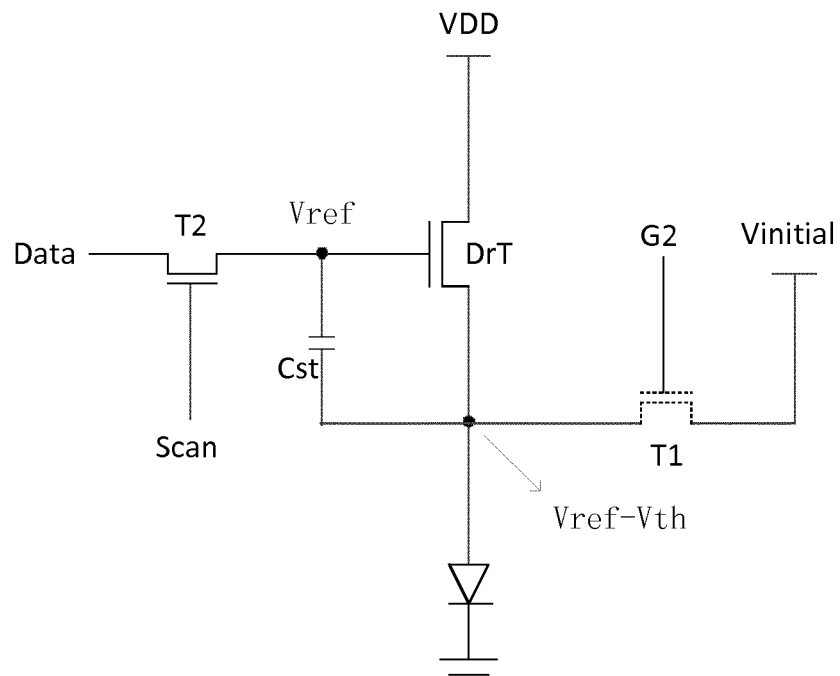 VDD
T2
Vref
Data
DrT
G2
Vinitial
Cst
Scan
T1
Vref-Vth